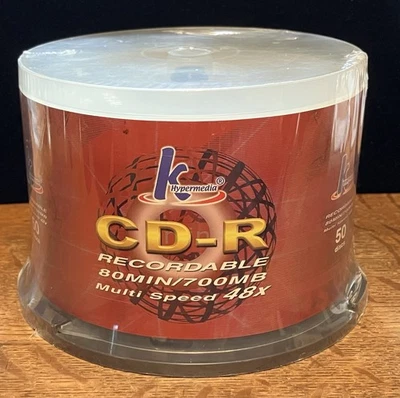 K
Hypermedia®
CD-R
RECORDABLE
80MIN/700MB
Multi Speed 48x
50